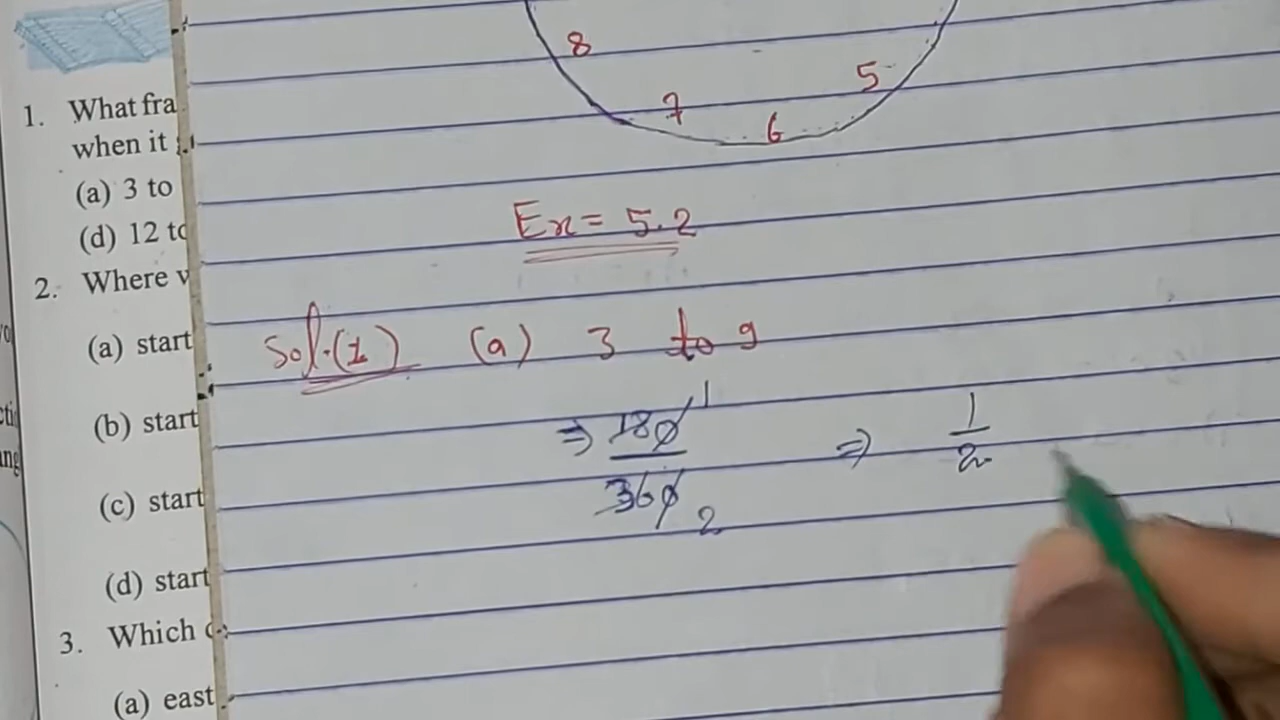 8
5
7
6
1. What fra
when it
(a) 3 to
(d) 12 to
Ex = 5.2
2. Where w
(a) start
Sol.(1) (a) 3 to 9
⇒ 180/360 1 2 ⇒ 1/2
(b) start
(c) start
(d) start
3. Which
(a) east